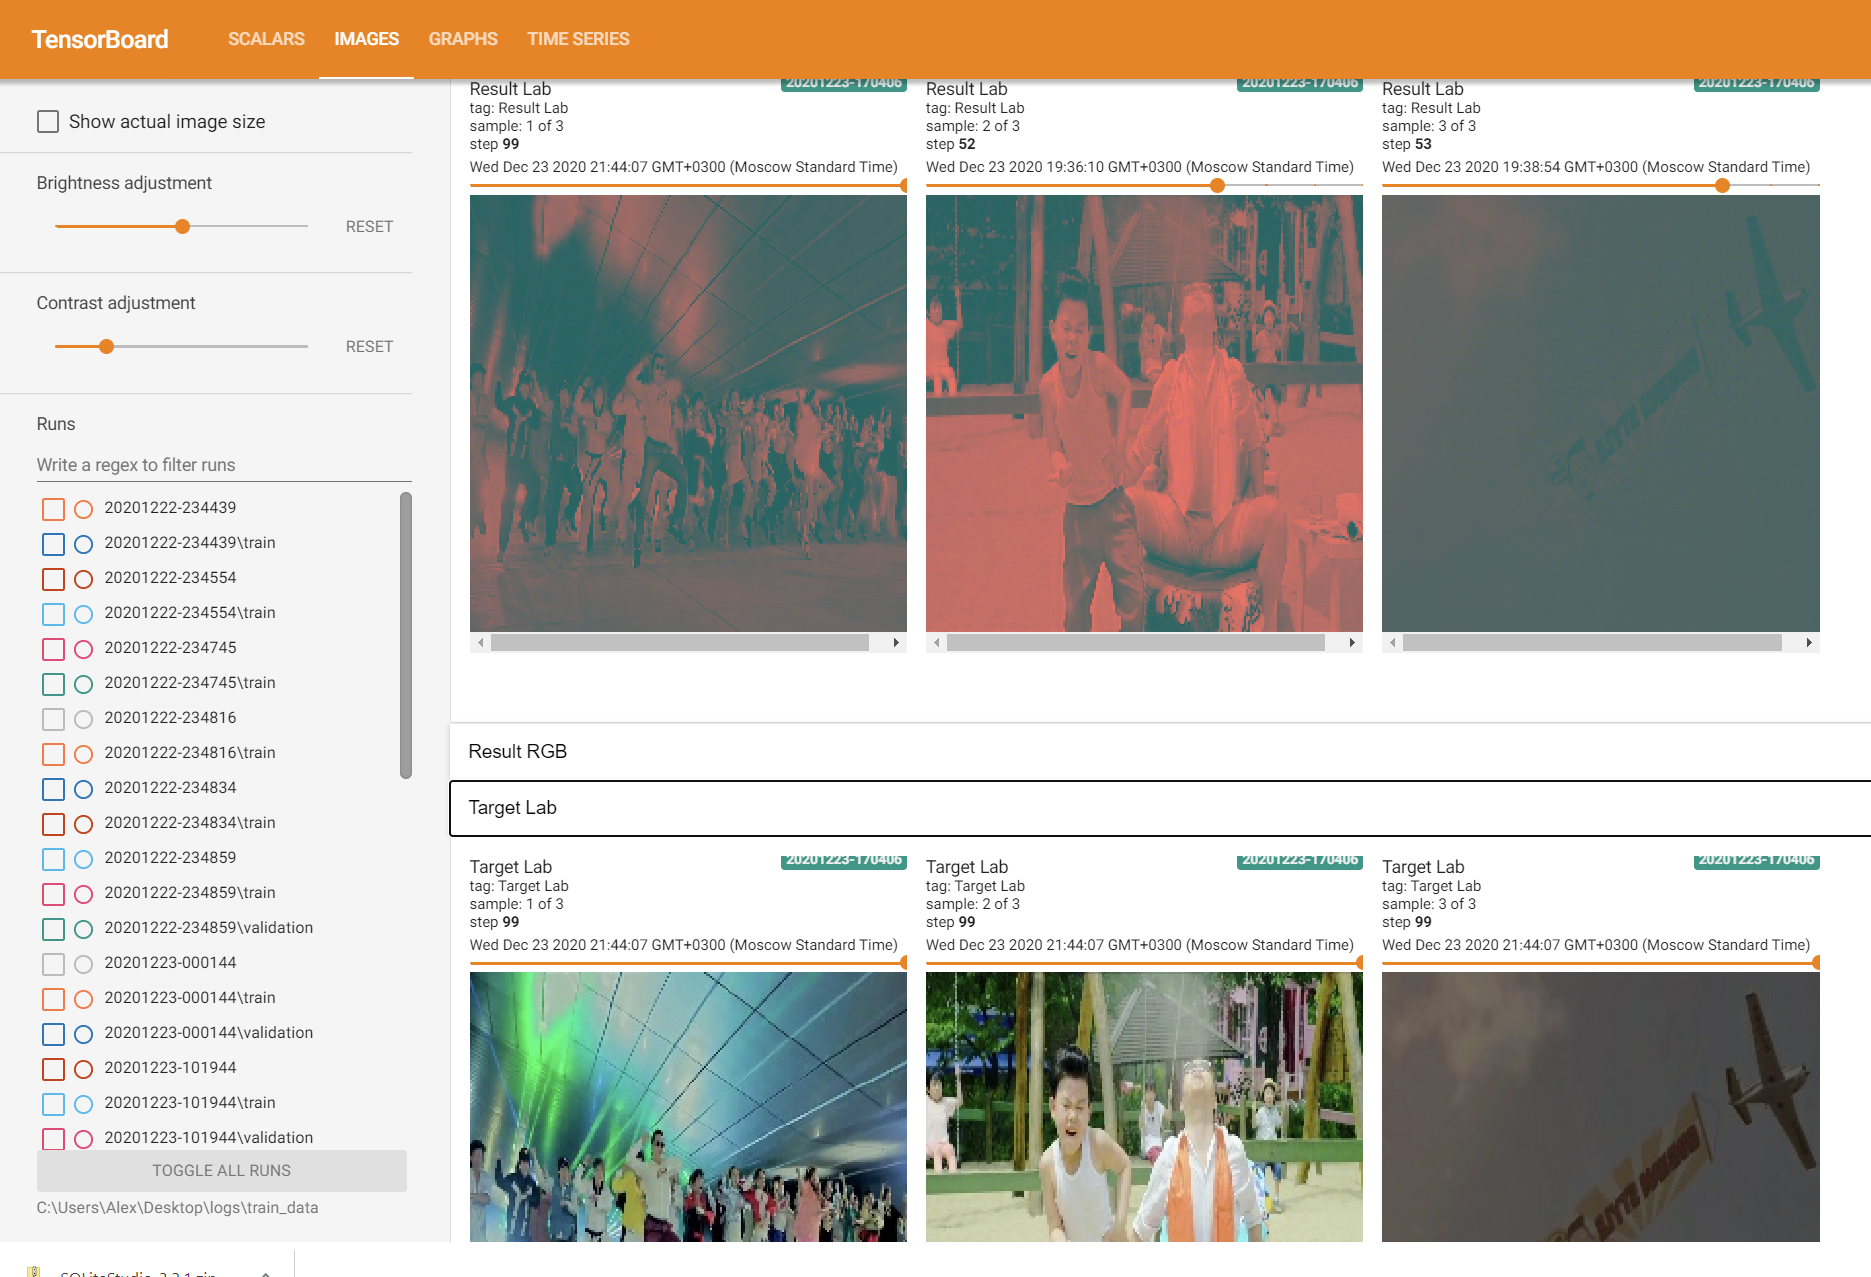 TensorBoard SCALARS IMAGES GRAPHS TIME SERIES
Show actual image size
Brightness adjustment
RESET
Contrast adjustment
RESET
Runs
Write a regex to filter runs
20201222-234439
20201222-234439\train
20201222-234554
20201222-234554\train
20201222-234745
20201222-234745\train
20201222-234816
20201222-234816\train
20201222-234834
20201222-234834\train
20201222-234859
20201222-234859\train
20201222-234859\validation
20201223-000144
20201223-000144\train
20201223-000144\validation
20201223-101944
20201223-101944\train
20201223-101944\validation
TOGGLE ALL RUNS
C:\Users\Alex\Desktop\logs\train_data
Result Lab 20201223-170406
tag: Result Lab
sample: 1 of 3
step 99
Wed Dec 23 2020 21:44:07 GMT+0300 (Moscow Standard Time)
Result Lab 20201223-170406
tag: Result Lab
sample: 2 of 3
step 52
Wed Dec 23 2020 19:36:10 GMT+0300 (Moscow Standard Time)
Result Lab 20201223-170406
tag: Result Lab
sample: 3 of 3
step 53
Wed Dec 23 2020 19:38:54 GMT+0300 (Moscow Standard Time)
Result RGB
Target Lab
Target Lab 20201223-170406
tag: Target Lab
sample: 1 of 3
step 99
Wed Dec 23 2020 21:44:07 GMT+0300 (Moscow Standard Time)
Target Lab 20201223-170406
tag: Target Lab
sample: 2 of 3
step 99
Wed Dec 23 2020 21:44:07 GMT+0300 (Moscow Standard Time)
Target Lab 20201223-170406
tag: Target Lab
sample: 3 of 3
step 99
Wed Dec 23 2020 21:44:07 GMT+0300 (Moscow Standard Time)